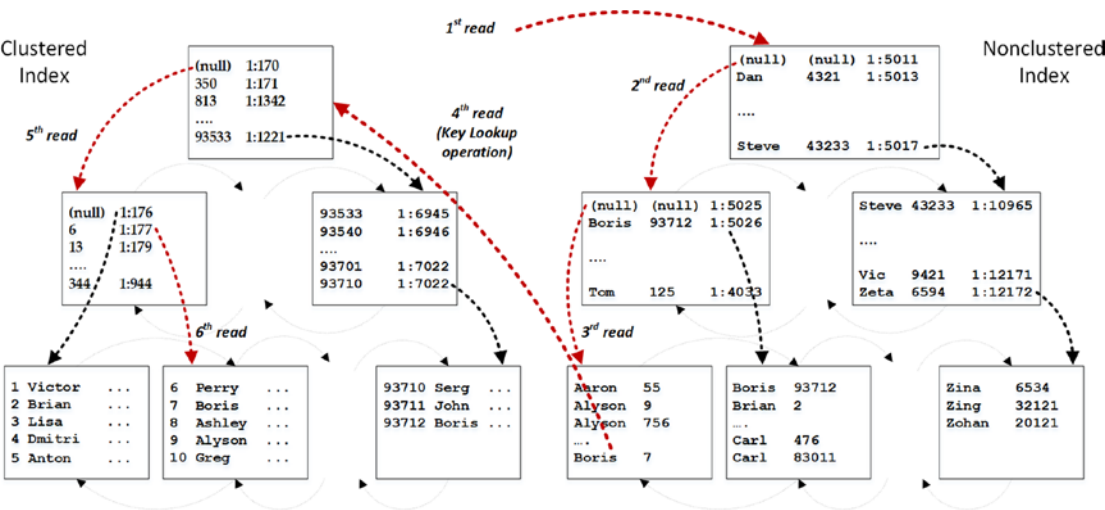 1st read
Clustered
Index
Nonclustered
Index
(null) 1:170
350 1:171
813 1:1342
....
93533 1:1221
4th read
(Key Lookup
operation)
5th read
2nd read
(null) (null) 1:5011
Dan 4321 1:5013
....
Steve 43233 1:5017
(null) 1:176
6 1:177
13 1:179
....
344 1:944
93533 1:6945
93540 1:6946
....
93701 1:7022
93710 1:7022
(null) (null) 1:5025
Boris 93712 1:5026
....
Tom 125 1:4033
Steve 43233 1:10965
....
Vic 9421 1:12171
Zeta 6594 1:12172
6th read
3rd read
1 Victor ...
2 Brian ...
3 Lisa ...
4 Dmitri ...
5 Anton ...
6 Perry ...
7 Boris ...
8 Ashley ...
9 Alyson ...
10 Greg ...
93710 Serg ...
93711 John ...
93712 Boris ...
Aaron 55
Alyson 9
Alyson 756
....
Boris 7
Boris 93712
Brian 2
....
Carl 476
Carl 83011
Zina 6534
Zing 32121
Zohan 20121